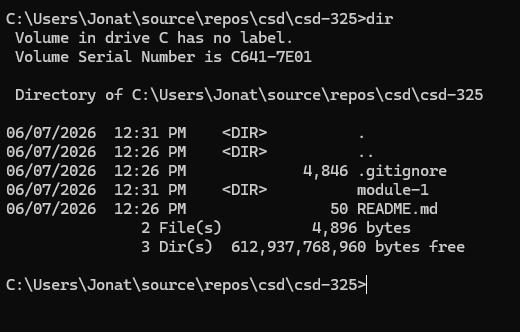 C:\Users\Jonat\source\repos\csd\csd-325>dir
 Volume in drive C has no label.
 Volume Serial Number is C641-7E01

 Directory of C:\Users\Jonat\source\repos\csd\csd-325

06/07/2026  12:31 PM    <DIR>          .
06/07/2026  12:26 PM    <DIR>          ..
06/07/2026  12:26 PM             4,846 .gitignore
06/07/2026  12:31 PM    <DIR>          module-1
06/07/2026  12:26 PM                50 README.md
               2 File(s)          4,896 bytes
               3 Dir(s)  612,937,768,960 bytes free

C:\Users\Jonat\source\repos\csd\csd-325>